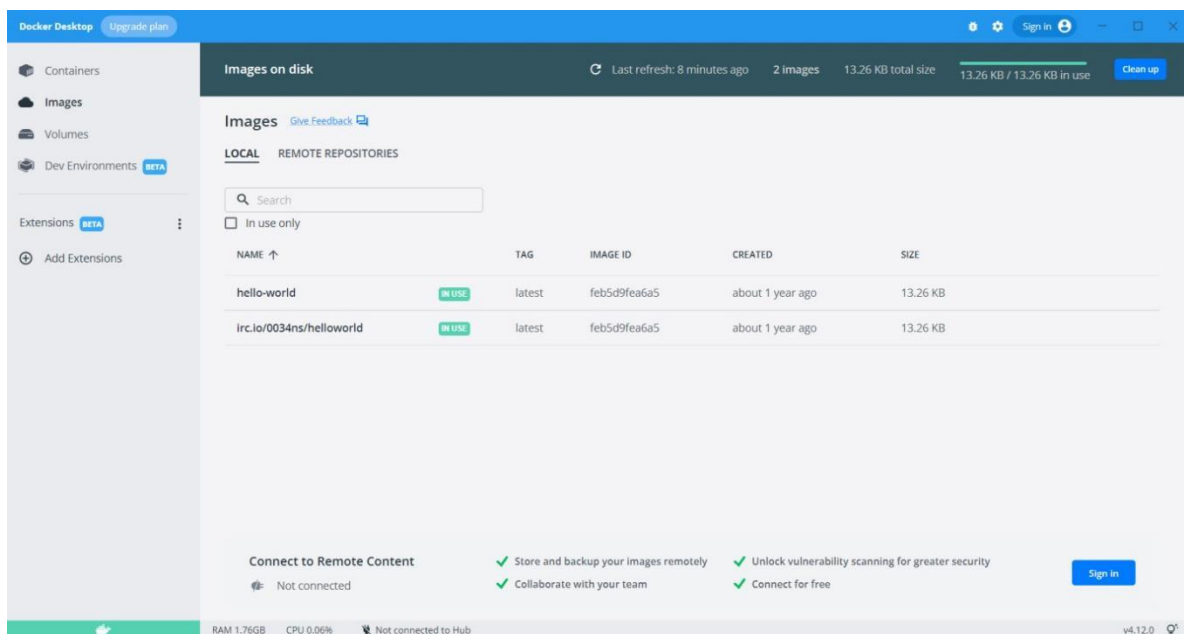 Docker Desktop Upgrade plan Sign in
Containers
Images
Volumes
Dev Environments BETA
Extensions BETA
Add Extensions
Images on disk Last refresh: 8 minutes ago 2 images 13.26 KB total size 13.26 KB / 13.26 KB in use Clean up
Images Give Feedback
LOCAL REMOTE REPOSITORIES
Search
In use only
NAME TAG IMAGE ID CREATED SIZE
hello-world IN USE latest feb5d9fea6a5 about 1 year ago 13.26 KB
irc.io/0034ns/helloworld IN USE latest feb5d9fea6a5 about 1 year ago 13.26 KB
Connect to Remote Content
Not connected
Store and backup your images remotely Unlock vulnerability scanning for greater security
Collaborate with your team Connect for free
Sign in
RAM 1.76GB CPU 0.06% Not connected to Hub v4.12.0